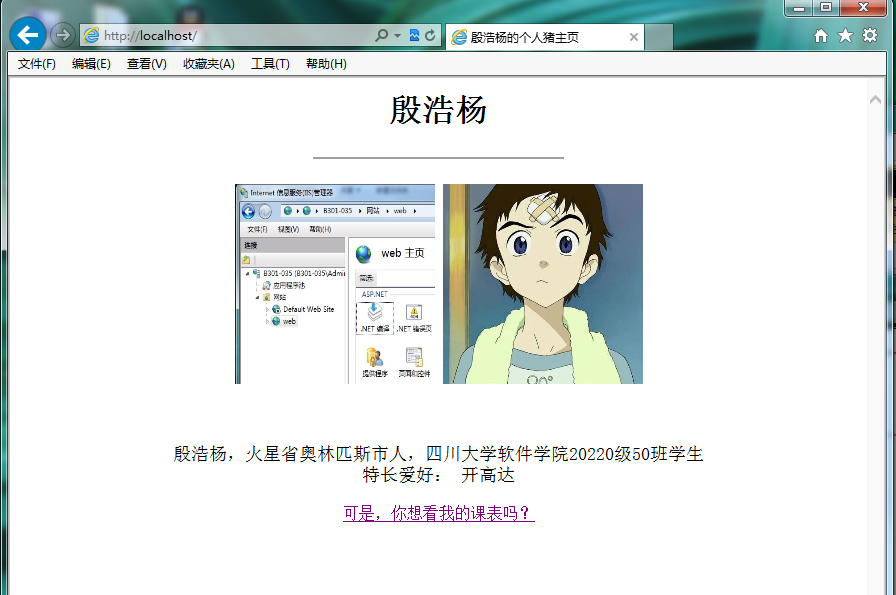 http://localhost/
殷浩杨的个人猪主页
文件(F) 编辑(E) 查看(V) 收藏夹(A) 工具(T) 帮助(H)
殷浩杨
Internet 信息服务(IIS)管理器
B301-035 网站 web
文件(F) 视图(V) 帮助(H)
连接
web 主页
B301-035 (B301-035\Admi
筛选:
应用程序池
ASP.NET
网站
Default Web Site
web
.NET 编译 .NET 错误页
提供程序 页面和控件
殷浩杨，火星省奥林匹斯市人，四川大学软件学院20220级50班学生
特长爱好： 开高达
可是，你想看我的课表吗？